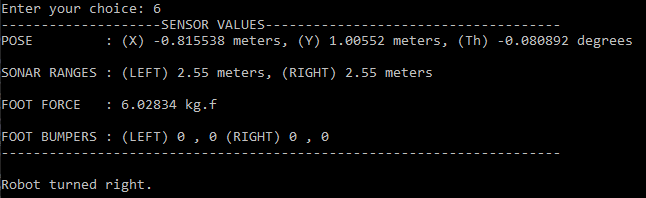 Enter your choice: 6
--------------------SENSOR VALUES-------------------------------------
POSE         : (X) -0.815538 meters, (Y) 1.00552 meters, (Th) -0.080892 degrees
SONAR RANGES : (LEFT) 2.55 meters, (RIGHT) 2.55 meters
FOOT FORCE   : 6.02834 kg.f
FOOT BUMPERS : (LEFT) 0 , 0 (RIGHT) 0 , 0
----------------------------------------------------------------------
Robot turned right.